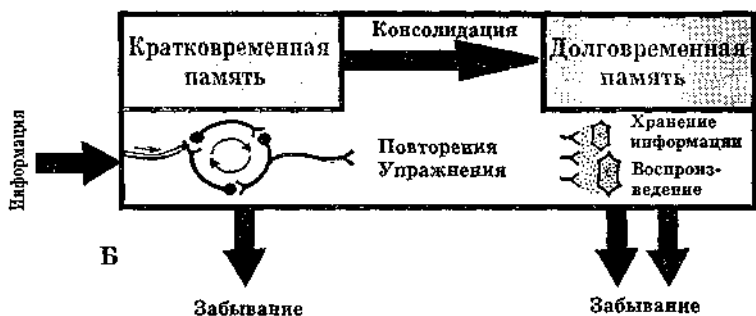 Консолидация
Кратковременная
память
Долговременная
память
Информация
Повторения
Упражнения
Хранение
информации
Воспроиз-
ведение
Б
Забывание
Забывание